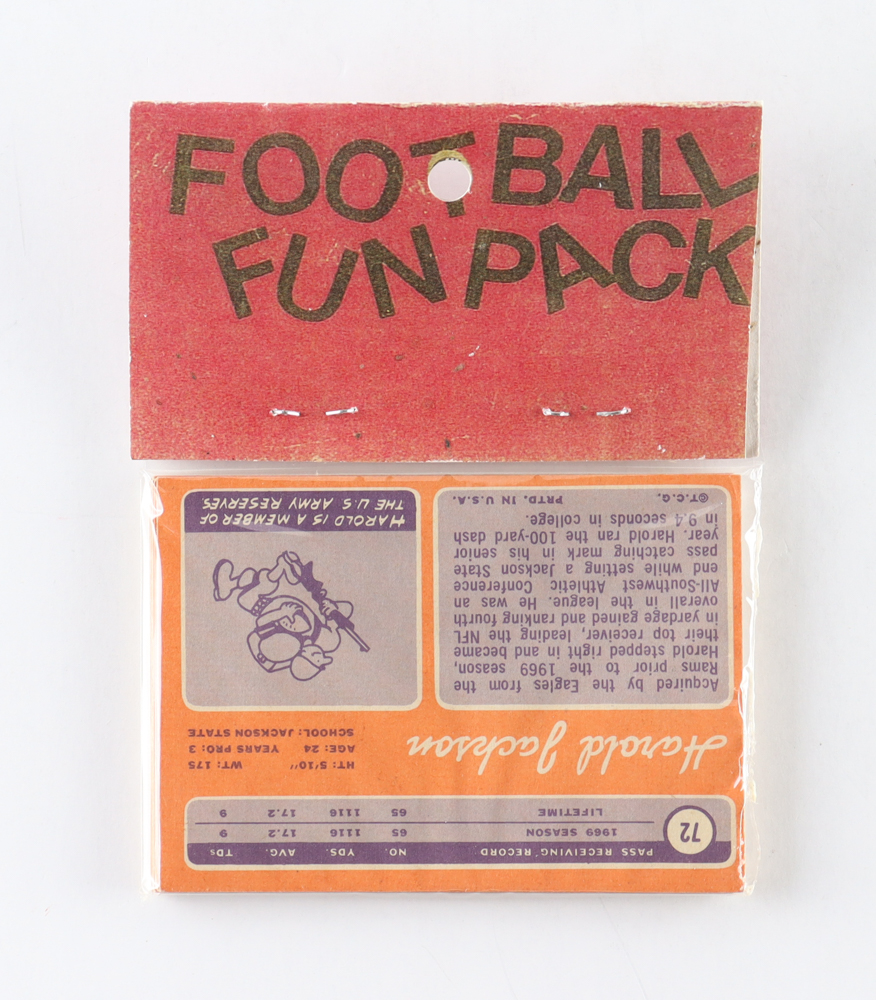 FOOTBALL
FUN PACK
72
PASS RECEIVING RECORD NO. YDS. AVG. TDs
1969 SEASON 65 1116 17.2 9
LIFETIME 65 1116 17.2 9
Harold Jackson
HT: 5'10" WT: 175
AGE: 24 YEARS PRO: 3
SCHOOL: JACKSON STATE
Acquired by the Eagles from the
Rams prior to the 1969 season,
Harold stepped right in and became
their top receiver, leading the NFL
in yardage gained and ranking fourth
overall in the league. He was an
All-Southwest Athletic Conference
end while setting a Jackson State
pass catching mark in his senior
year. Harold ran the 100-yard dash
in 9.4 seconds in college.
©T.C.G. PRTD. IN U.S.A.
HAROLD IS A MEMBER OF
THE U.S. ARMY RESERVES.